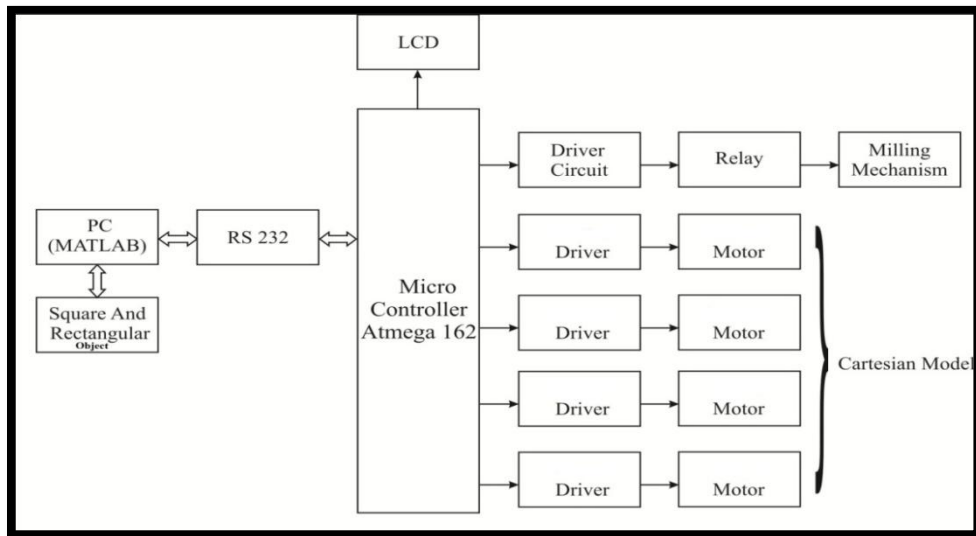 LCD
Driver
Circuit
Relay
Milling
Mechanism
PC
(MATLAB)
RS 232
Driver
Motor
Square And
Rectangular
Object
Micro
Controller
Atmega 162
Driver
Motor
Cartesian Model
Driver
Motor
Driver
Motor